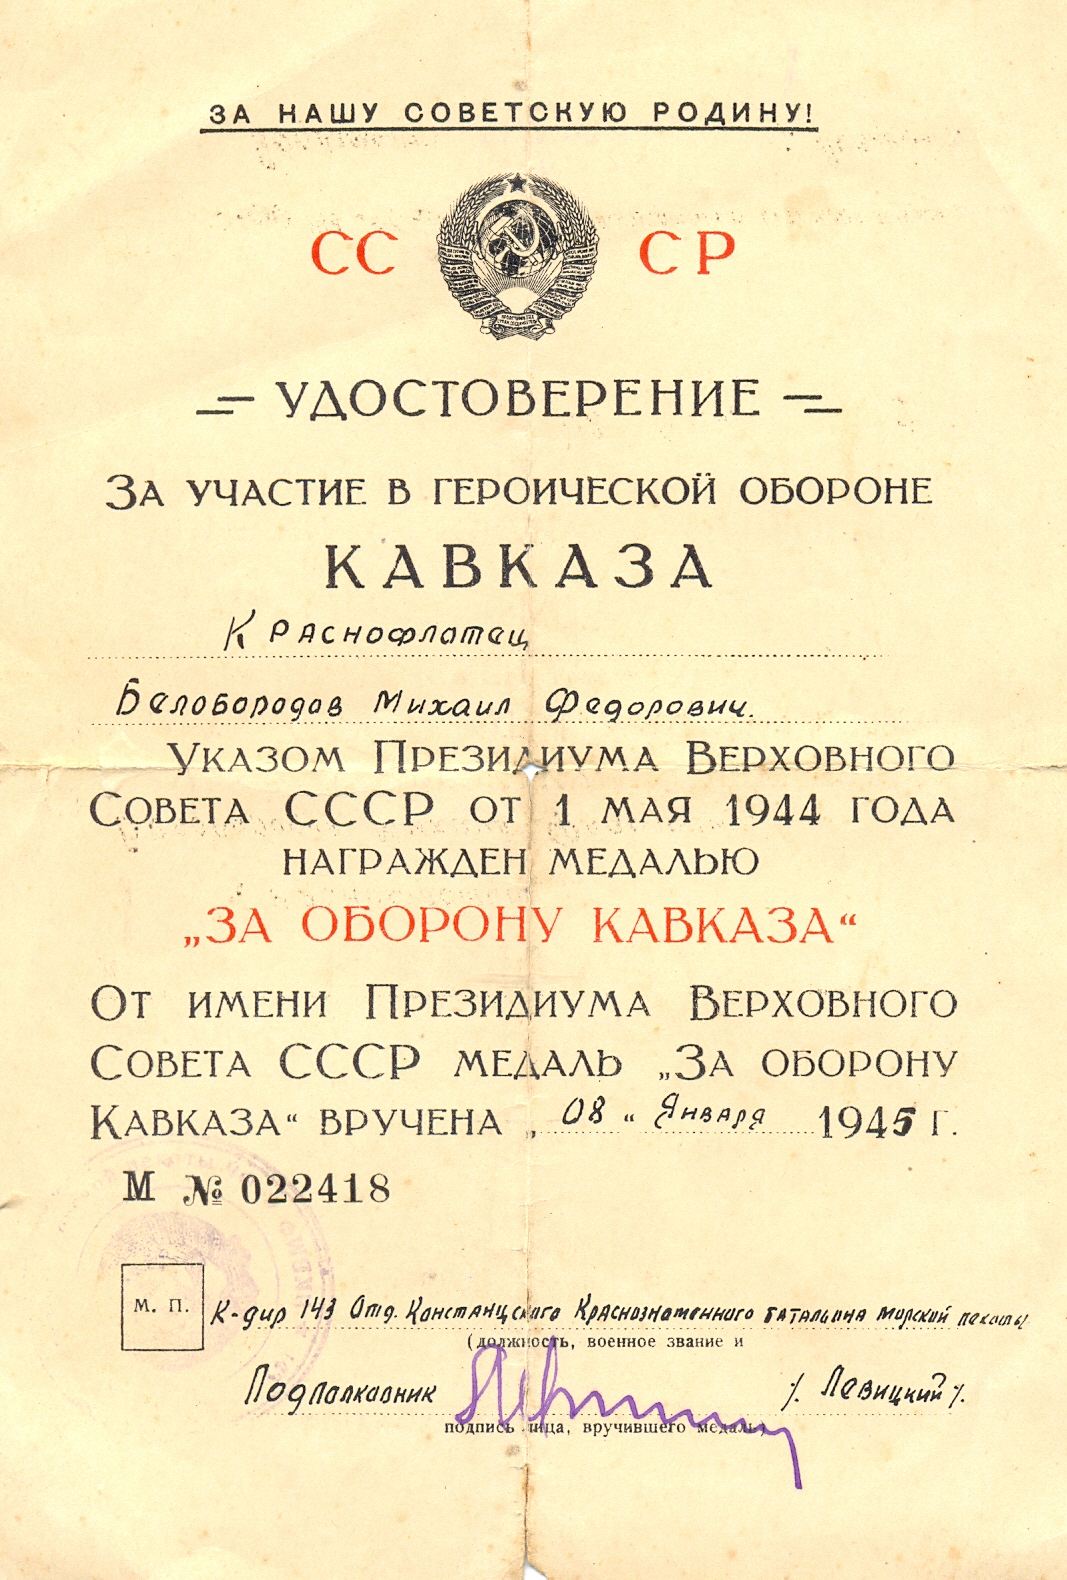 ЗА НАШУ СОВЕТСКУЮ РОДИНУ!
СС СР
УДОСТОВЕРЕНИЕ
ЗА УЧАСТИЕ В ГЕРОИЧЕСКОЙ ОБОРОНЕ
КАВКАЗА
Краснофлотец
Белобородов Михаил Федорович.
УКАЗОМ ПРЕЗИДИУМА ВЕРХОВНОГО
СОВЕТА СССР ОТ 1 МАЯ 1944 ГОДА
НАГРАЖДЕН МЕДАЛЬЮ
„ЗА ОБОРОНУ КАВКАЗА“
ОТ ИМЕНИ ПРЕЗИДИУМА ВЕРХОВНОГО
СОВЕТА СССР МЕДАЛЬ „ЗА ОБОРОНУ
КАВКАЗА“ ВРУЧЕНА „08“ Января 1945 Г.
М № 022418
М. П.
К-дир 143 Отд. Констанцского Краснознаменного батальона морской пехоты
(должность, военное звание и
Подполковник /. Левицкий /.
подпись лица, вручившего медаль)